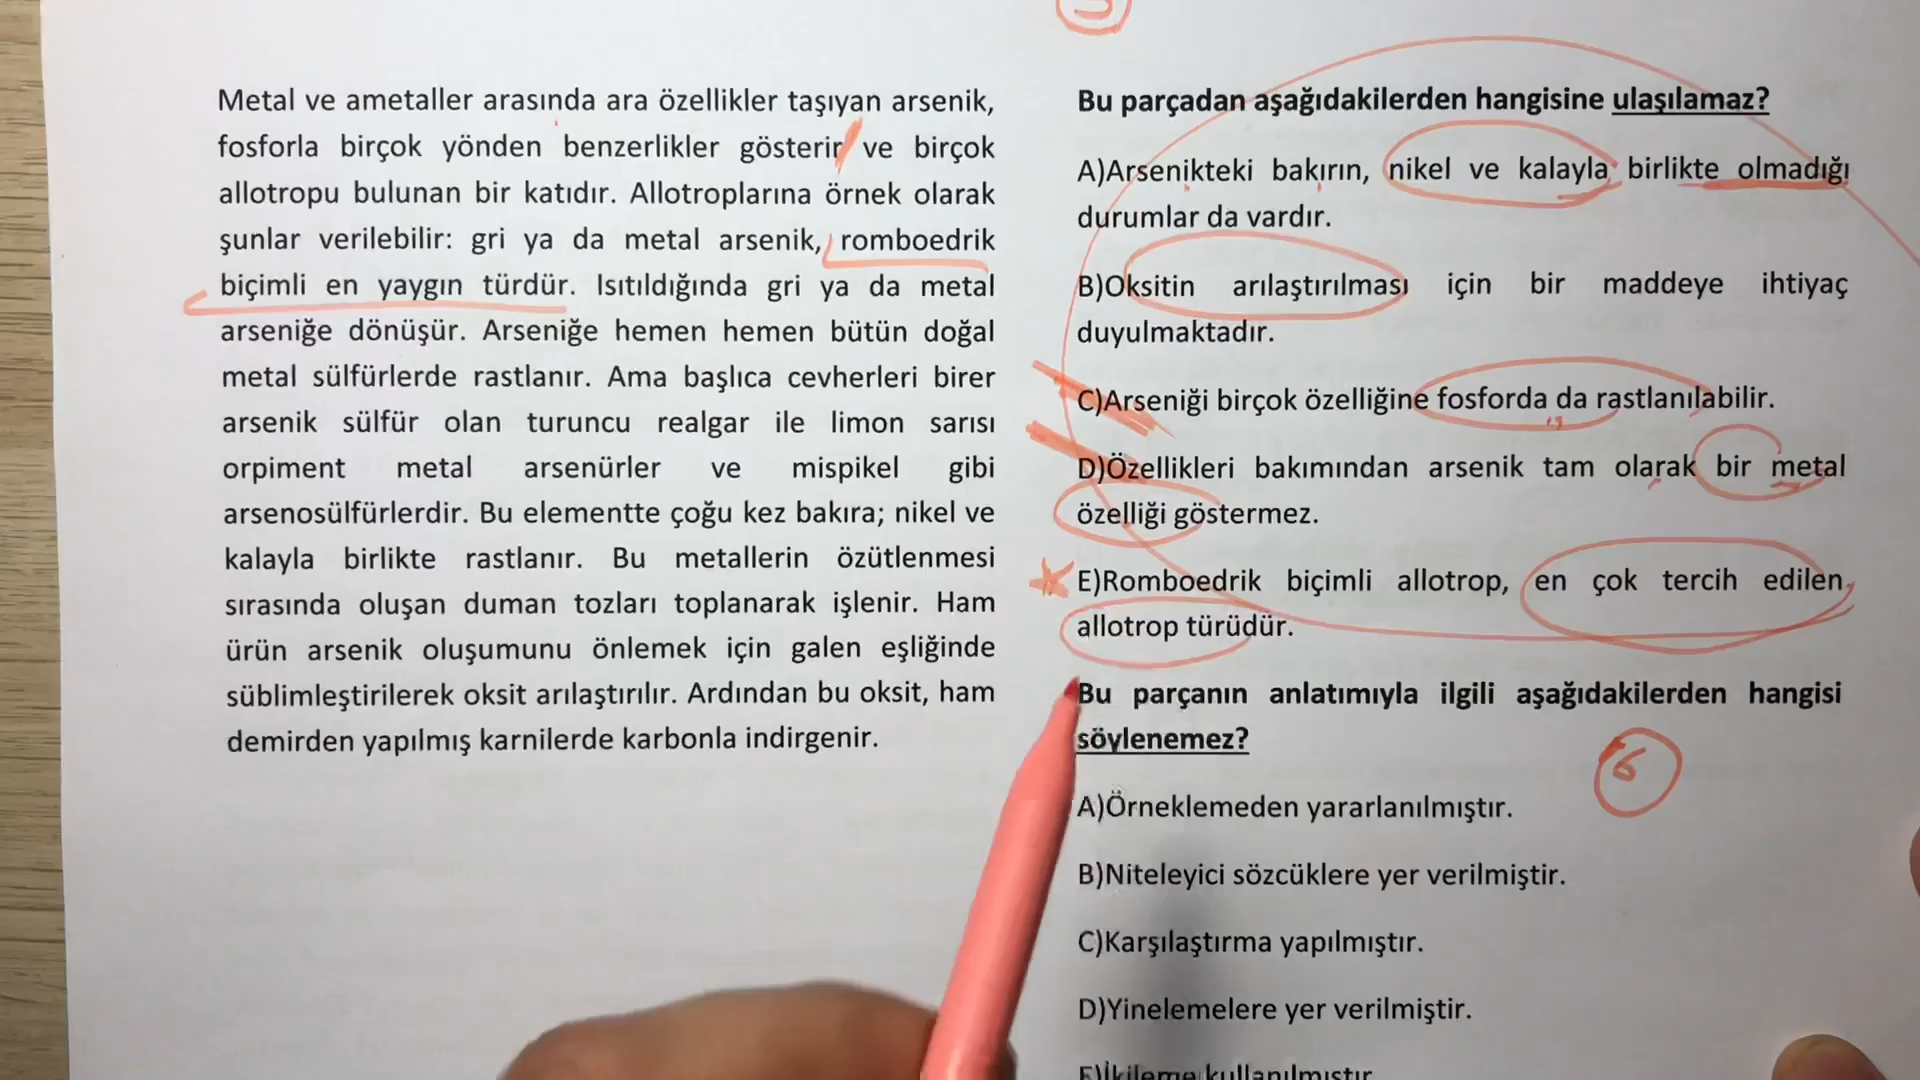 Metal ve ametaller arasında ara özellikler taşıyan arsenik,
fosforla birçok yönden benzerlikler gösterir ve birçok
allotropu bulunan bir katıdır. Allotroplarına örnek olarak
şunlar verilebilir: gri ya da metal arsenik, romboedrik
biçimli en yaygın türdür. Isıtıldığında gri ya da metal
arseniğe dönüşür. Arseniğe hemen hemen bütün doğal
metal sülfürlerde rastlanır. Ama başlıca cevherleri birer
arsenik sülfür olan turuncu realgar ile limon sarısı
orpiment metal arsenürler ve mispikel gibi
arsenosülfürlerdir. Bu elementte çoğu kez bakıra; nikel ve
kalayla birlikte rastlanır. Bu metallerin özütlenmesi
sırasında oluşan duman tozları toplanarak işlenir. Ham
ürün arsenik oluşumunu önlemek için galen eşliğinde
süblimleştirilerek oksit arılaştırılır. Ardından bu oksit, ham
demirden yapılmış karnilerde karbonla indirgenir.
Bu parçadan aşağıdakilerden hangisine ulaşılamaz?
A)Arsenikteki bakırın, nikel ve kalayla birlikte olmadığı
durumlar da vardır.
B)Oksitin arılaştırılması için bir maddeye ihtiyaç
duyulmaktadır.
C)Arseniği birçok özelliğine fosforda da rastlanılabilir.
D)Özellikleri bakımından arsenik tam olarak bir metal
özelliği göstermez.
E)Romboedrik biçimli allotrop, en çok tercih edilen
allotrop türüdür.
Bu parçanın anlatımıyla ilgili aşağıdakilerden hangisi
söylenemez?
6
A)Örneklemeden yararlanılmıştır.
B)Niteleyici sözcüklere yer verilmiştir.
C)Karşılaştırma yapılmıştır.
D)Yinelemelere yer verilmiştir.
E)İkileme kullanılmıştır